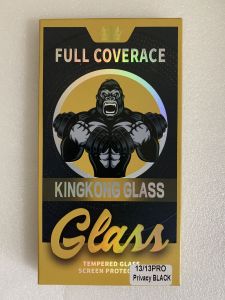 FULL COVERACE
KINGKONG GLASS
Glass
TEMPERED GLASS
SCREEN PROTECTOR
13/13PRO
Privacy BLACK